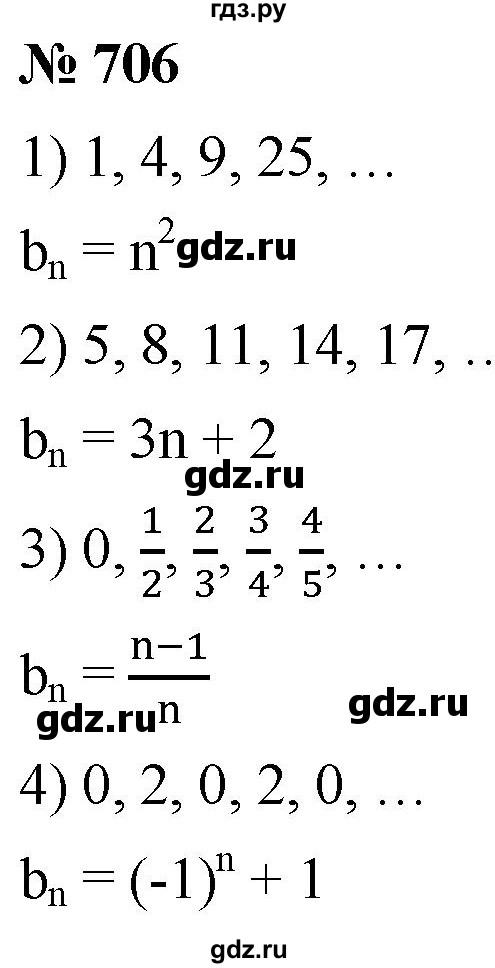 гдз.ру
№ 706
1) 1, 4, 9, 25, …
bₙ = n²
gdz.ru
2) 5, 8, 11, 14, 17, ..
bₙ = 3n + 2
gdz.ru
3) 0, 1/2, 2/3, 3/4, 4/5, …
bₙ = n−1/n
gdz.ru
gdz.ru
4) 0, 2, 0, 2, 0, …
bₙ = (-1)ⁿ + 1
gdz.ru